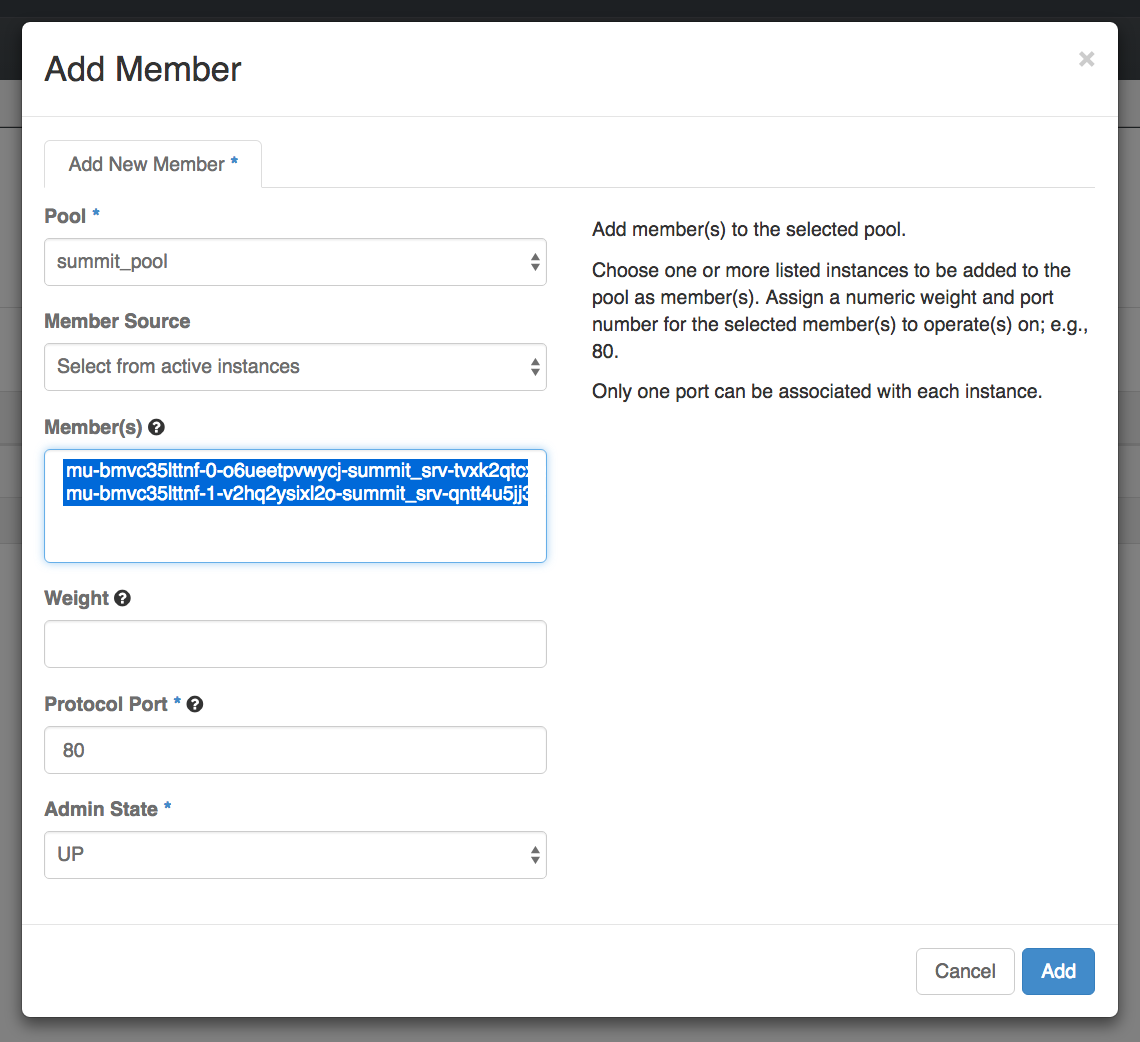 Add Member
×
Add New Member *
Pool *
summit_pool
Member Source
Select from active instances
Member(s) ?
mu-bmvc35lttnf-0-o6ueetpvwycj-summit_srv-tvxk2qtcx
mu-bmvc35lttnf-1-v2hq2ysixl2o-summit_srv-qntt4u5jj3
Weight ?
Protocol Port * ?
80
Admin State *
UP
Add member(s) to the selected pool.
Choose one or more listed instances to be added to the
pool as member(s). Assign a numeric weight and port
number for the selected member(s) to operate(s) on; e.g.,
80.
Only one port can be associated with each instance.
Cancel
Add